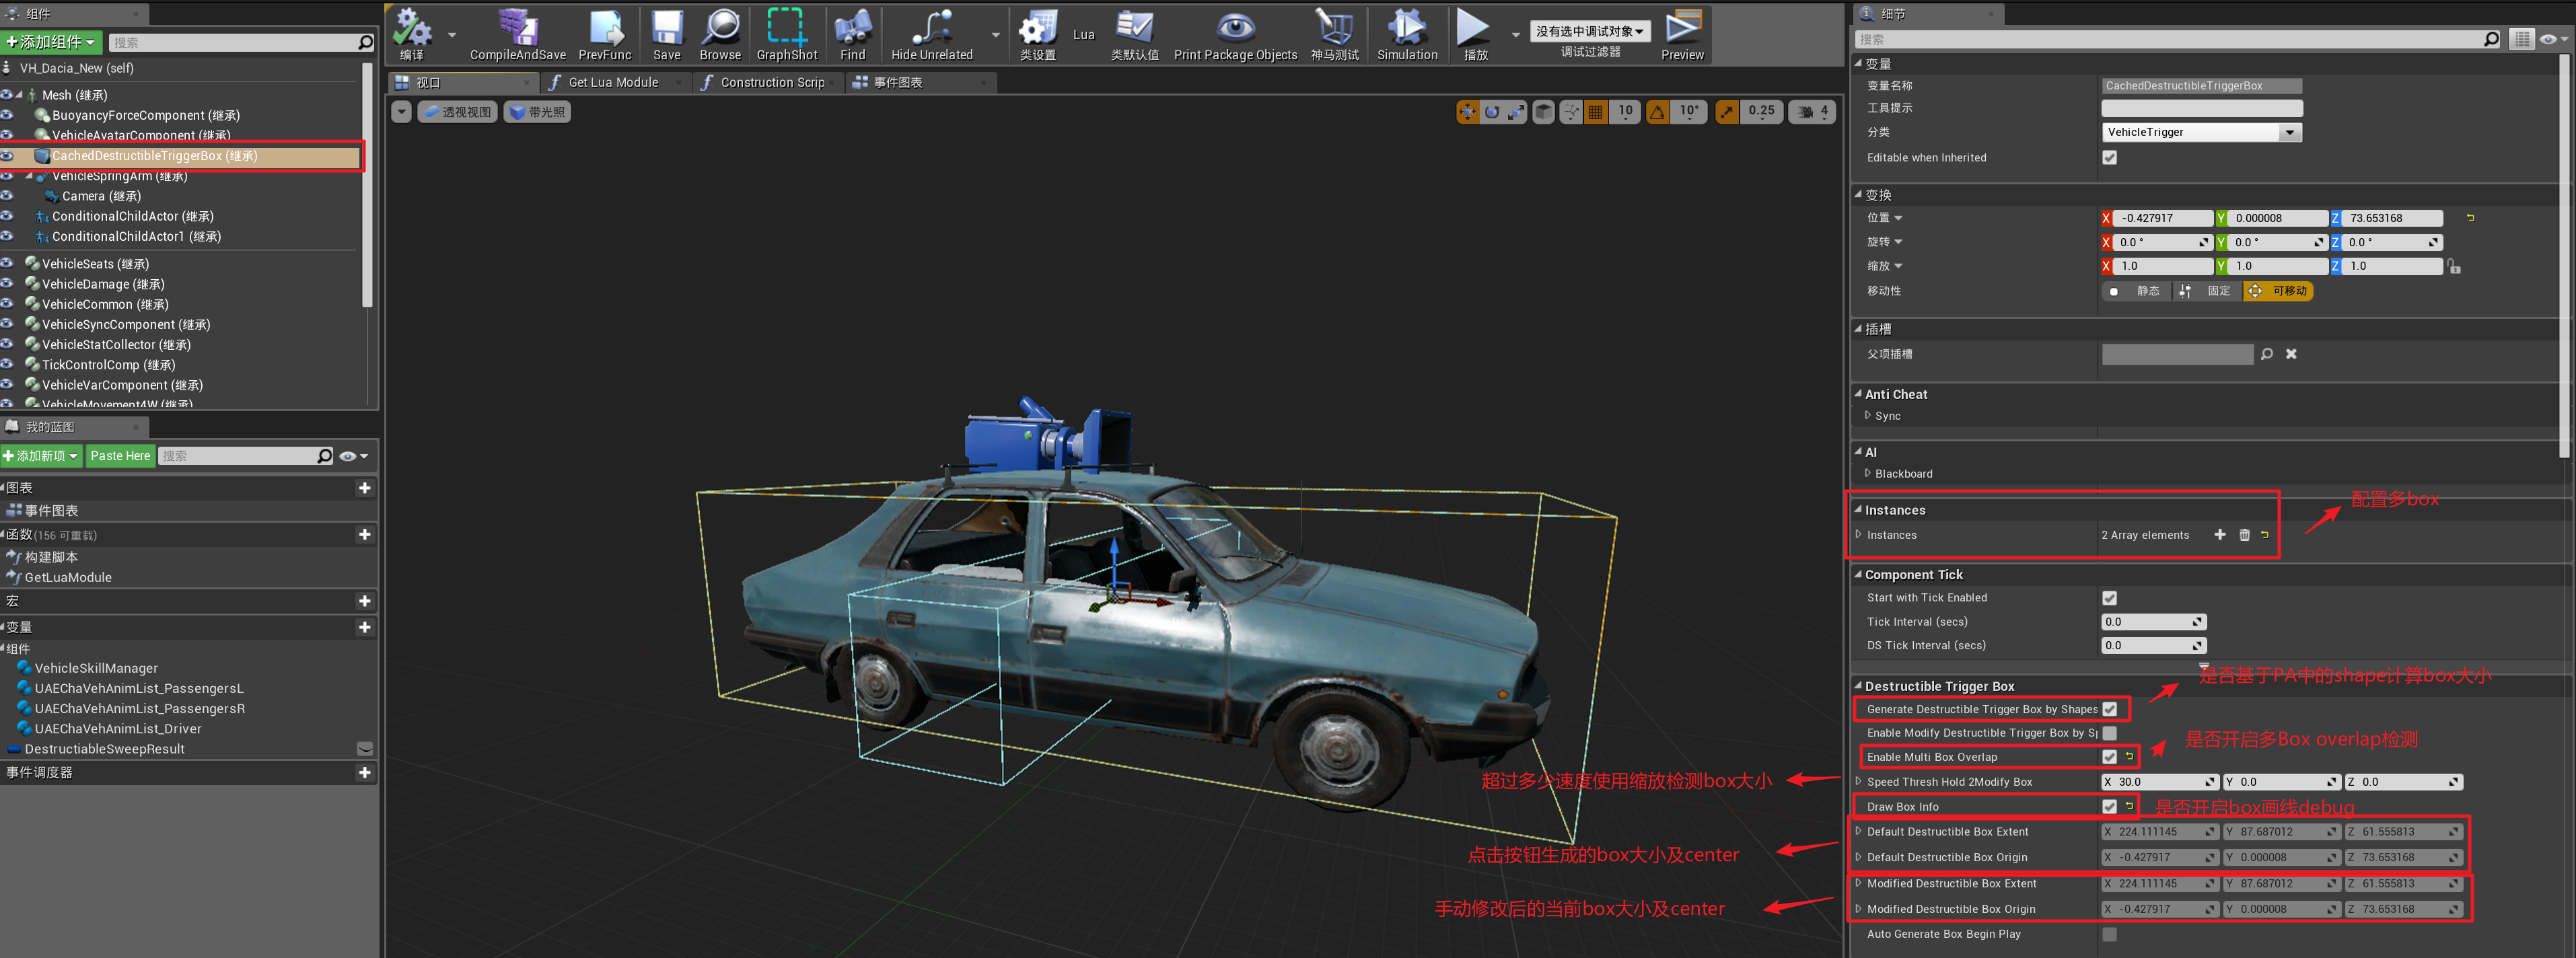 组件
添加组件
搜索
VH_Dacia_New (self)
Mesh (继承)
BuoyancyForceComponent (继承)
VehicleAvatarComponent (继承)
CachedDestructibleTriggerBox (继承)
VehicleSpringArm (继承)
Camera (继承)
ConditionalChildActor (继承)
ConditionalChildActor1 (继承)
VehicleSeats (继承)
VehicleDamage (继承)
VehicleCommon (继承)
VehicleSyncComponent (继承)
VehicleStatCollector (继承)
TickControlComp (继承)
VehicleVarComponent (继承)
VehicleMovement4W (继承)
我的蓝图
添加新项 Paste Here 搜索
图表
事件图表
函数 (156 可重载)
构建脚本
GetLuaModule
宏
变量
组件
VehicleSkillManager
UAEChaVehAnimList_PassengersL
UAEChaVehAnimList_PassengersR
UAEChaVehAnimList_Driver
DestructiableSweepResult
事件调度器
编译 CompileAndSave PrevFunc Save Browse GraphShot Find Hide Unrelated 类设置 Lua 类默认值 Print Package Objects 神马测试 Simulation 播放 没有选中调试对象 调试过滤器 Preview
视口 Get Lua Module Construction Scrip 事件图表
透视视图 带光照 10 10° 0.25 4
超过多少速度使用缩放检测box大小
点击按钮生成的box大小及center
手动修改后的当前box大小及center
细节
搜索
变量
变量名称 CachedDestructibleTriggerBox
工具提示
分类 VehicleTrigger
Editable when Inherited
变换
位置 X -0.427917 Y 0.000008 Z 73.653168
旋转 X 0.0 ° Y 0.0 ° Z 0.0 °
缩放 X 1.0 Y 1.0 Z 1.0
移动性 静态 固定 可移动
插槽
父项插槽
Anti Cheat
Sync
AI
Blackboard
配置多box
Instances
Instances 2 Array elements
Component Tick
Start with Tick Enabled
Tick Interval (secs) 0.0
DS Tick Interval (secs) 0.0
是否基于PA中的shape计算box大小
Destructible Trigger Box
Generate Destructible Trigger Box by Shapes
Enable Modify Destructible Trigger Box by Sp
是否开启多Box overlap检测
Enable Multi Box Overlap
Speed Thresh Hold 2Modify Box X 30.0 Y 0.0 Z 0.0
Draw Box Info 是否开启box画线debug
Default Destructible Box Extent X 224.111145 Y 87.687012 Z 61.555813
Default Destructible Box Origin X -0.427917 Y 0.000008 Z 73.653168
Modified Destructible Box Extent X 224.111145 Y 87.687012 Z 61.555813
Modified Destructible Box Origin X -0.427917 Y 0.000008 Z 73.653168
Auto Generate Box Begin Play